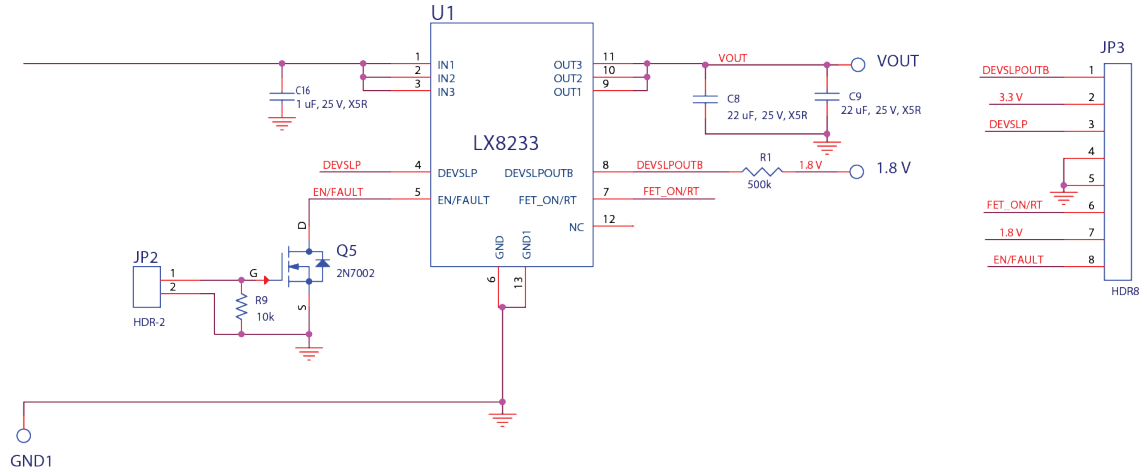 U1
LX8233
1
IN1
2
IN2
3
IN3
4
DEVSLP
5
EN/FAULT
11
OUT3
10
OUT2
9
OUT1
8
DEVSLPOUTB
7
FET_ON/RT
12
NC
GND
6
GND1
13
C16
1 uF, 25 V, X5R
VOUT
VOUT
C8
22 uF, 25 V, X5R
C9
22 uF, 25 V, X5R
DEVSLP
EN/FAULT
DEVSLPOUTB
R1
500k
1.8 V
1.8 V
FET_ON/RT
D
G
S
Q5
2N7002
JP2
1
2
HDR-2
R9
10k
GND1
JP3
DEVSLPOUTB 1
3.3 V 2
DEVSLP 3
4
5
FET_ON/RT 6
1.8 V 7
EN/FAULT 8
HDR8